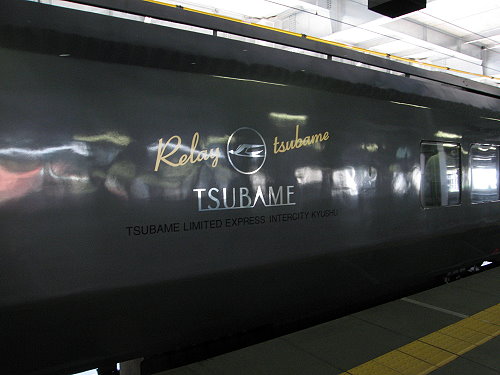 Relay tsubame
TSUBAME
TSUBAME LIMITED EXPRESS INTERCITY KYUSHU